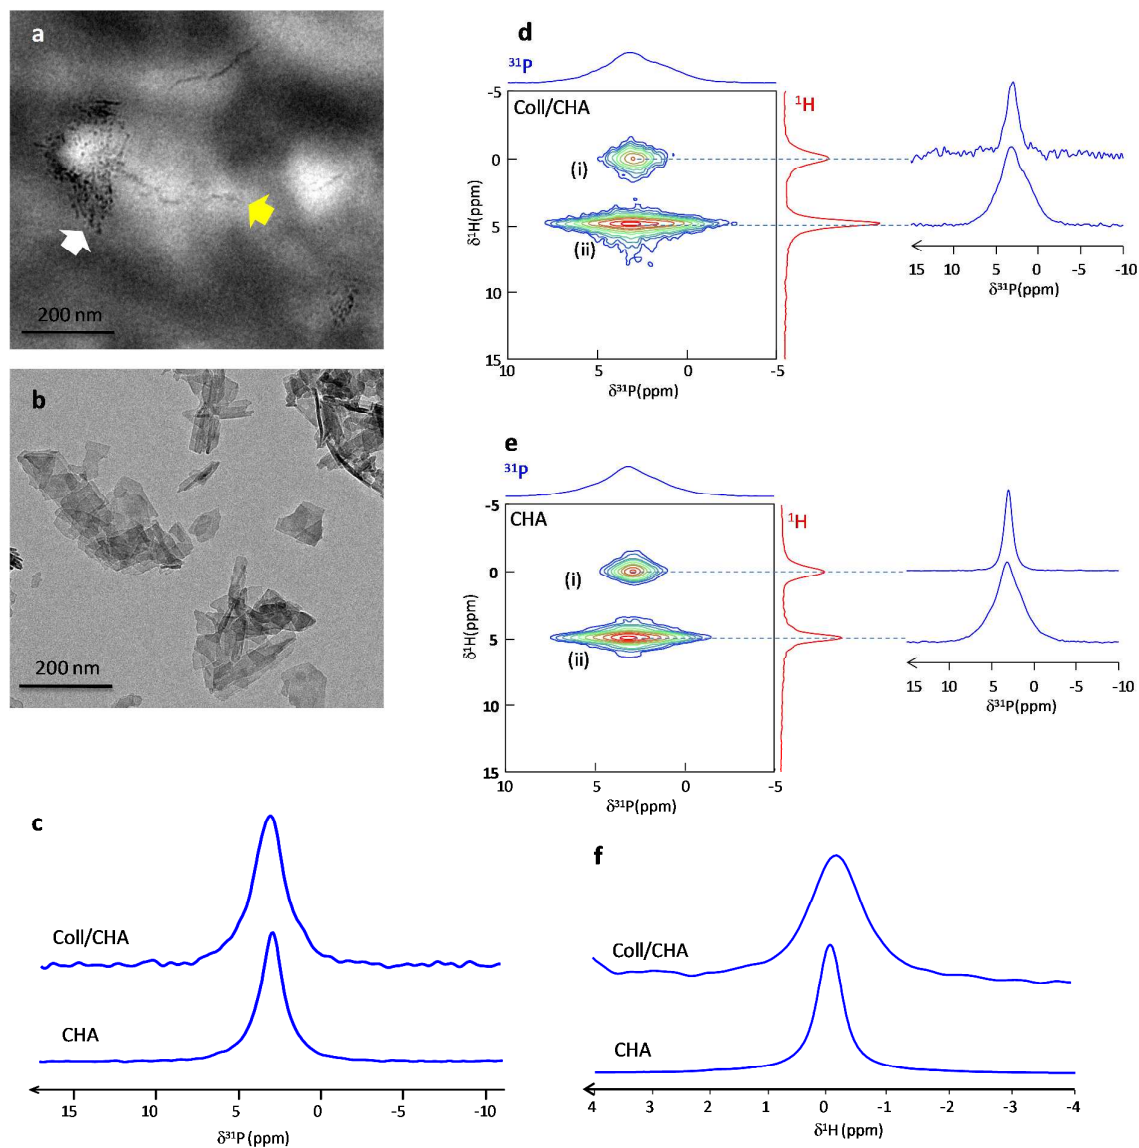 a
200 nm
b
200 nm
c
Coll/CHA
CHA
15 10 5 0 -5 -10
δ31P (ppm)
d
31P
Coll/CHA
1H
(i)
(ii)
-5
0
5
10
15
δ1H(ppm)
10 5 0 -5
δ31P(ppm)
15 10 5 0 -5 -10
δ31P(ppm)
e
31P
CHA
1H
(i)
(ii)
-5
0
5
10
15
δ1H(ppm)
10 5 0 -5
δ31P(ppm)
15 10 5 0 -5 -10
δ31P(ppm)
f
Coll/CHA
CHA
4 3 2 1 0 -1 -2 -3 -4
δ1H (ppm)